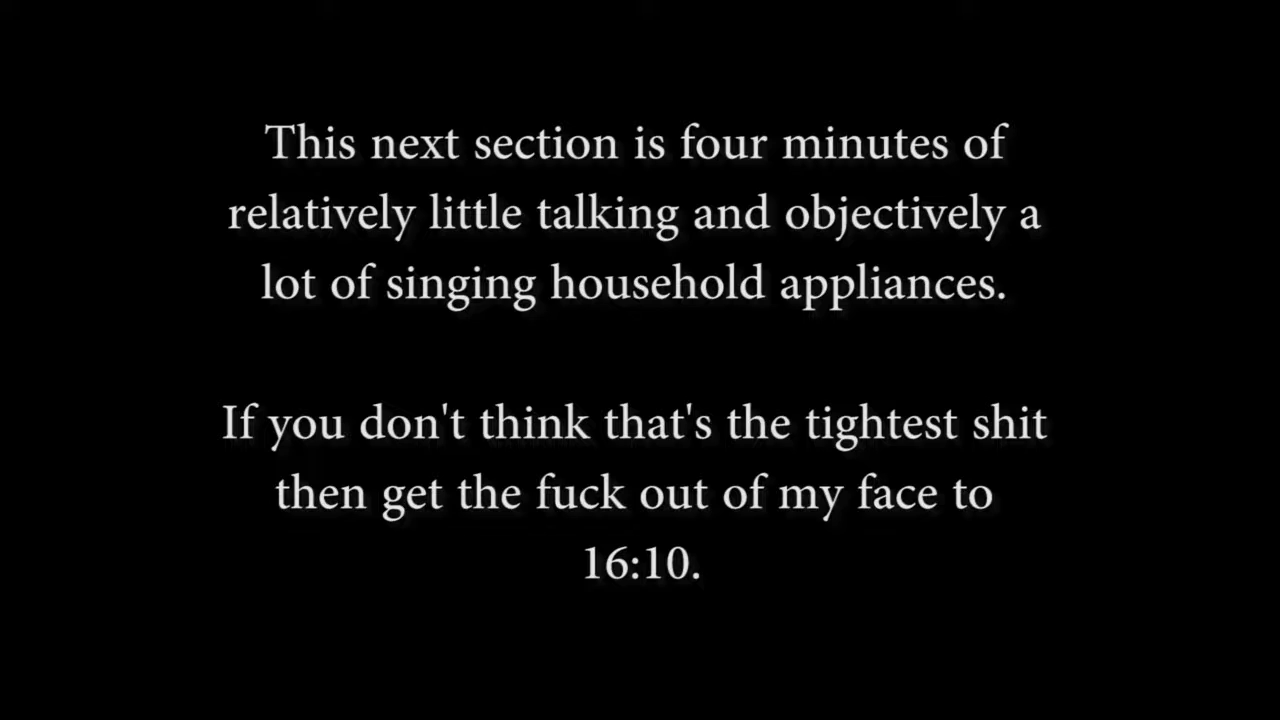 This next section is four minutes of
relatively little talking and objectively a
lot of singing household appliances.
If you don't think that's the tightest shit
then get the fuck out of my face to
16:10.